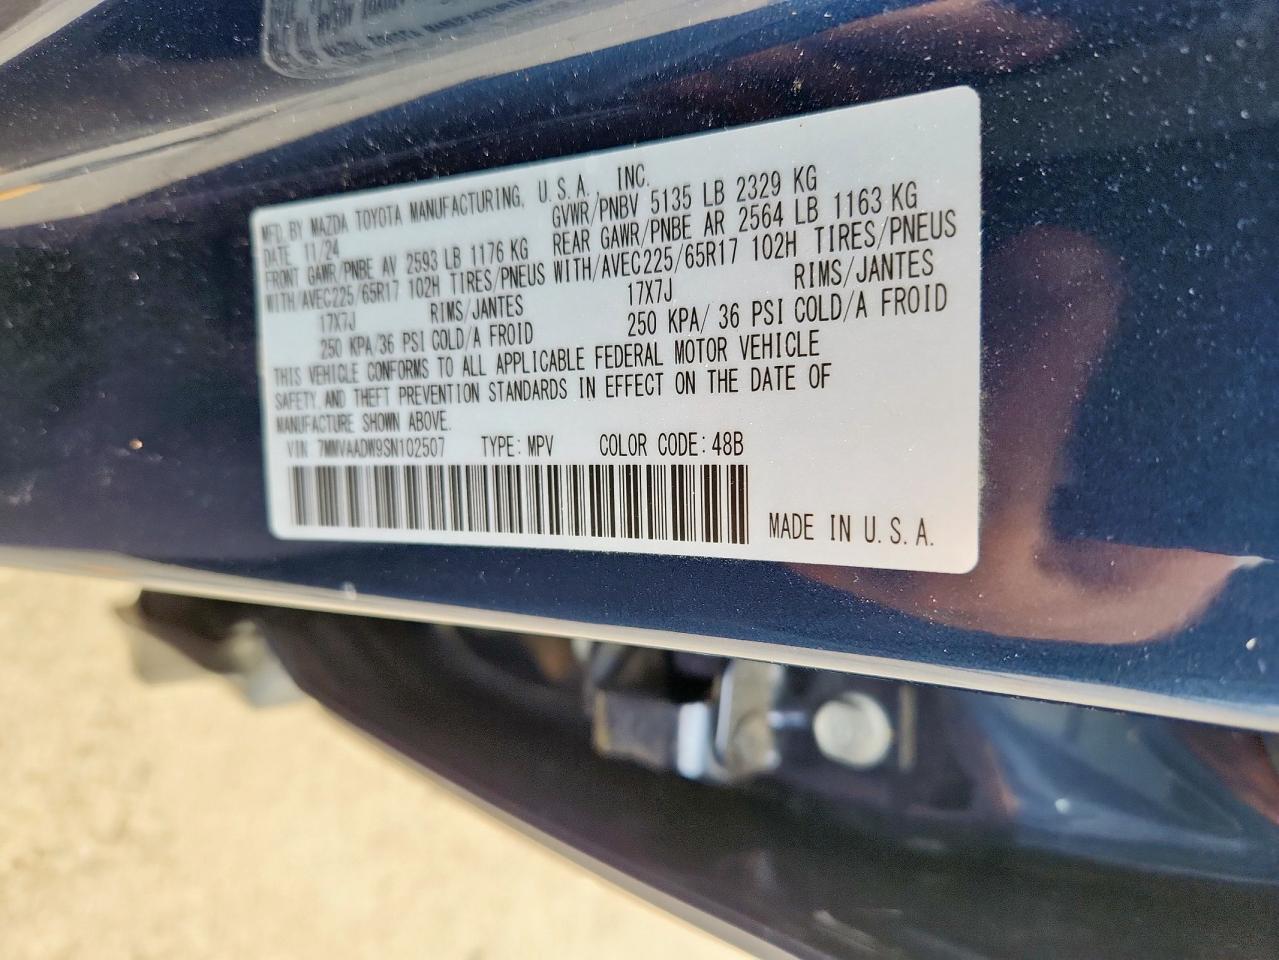 MFD. BY MAZDA TOYOTA MANUFACTURING, U.S.A., INC.
DATE 11/24 GVWR/PNBV 5135 LB 2329 KG
FRONT GAWR/PNBE AV 2593 LB 1176 KG REAR GAWR/PNBE AR 2564 LB 1163 KG
WITH/AVEC225/65R17 102H TIRES/PNEUS WITH/AVEC225/65R17 102H TIRES/PNEUS
17X7J RIMS/JANTES 17X7J RIMS/JANTES
250 KPA/36 PSI COLD/A FROID 250 KPA/ 36 PSI COLD/A FROID
THIS VEHICLE CONFORMS TO ALL APPLICABLE FEDERAL MOTOR VEHICLE
SAFETY, AND THEFT PREVENTION STANDARDS IN EFFECT ON THE DATE OF
MANUFACTURE SHOWN ABOVE.
VIN 7MMVAADW9SN102507 TYPE: MPV COLOR CODE: 48B
MADE IN U.S.A.